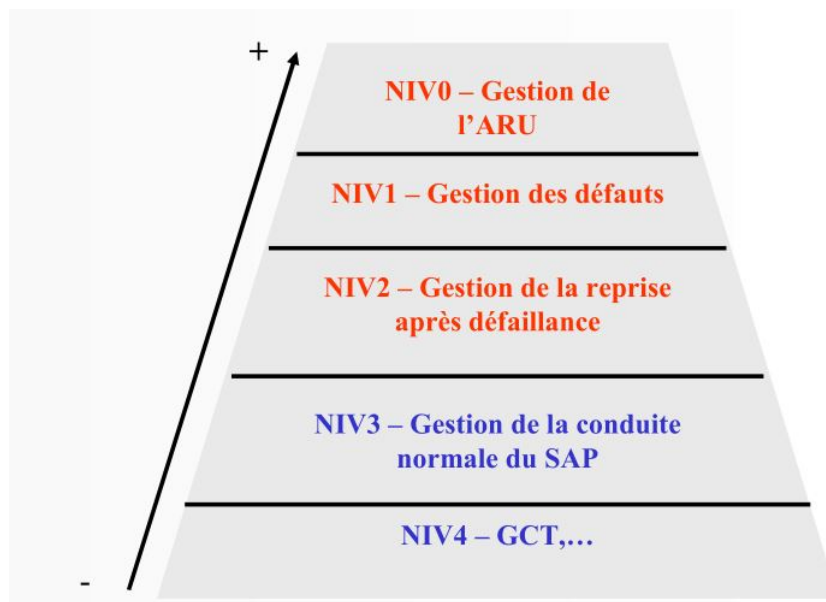 +
NIV0 – Gestion de
l’ARU
NIV1 – Gestion des défauts
NIV2 – Gestion de la reprise
après défaillance
NIV3 – Gestion de la conduite
normale du SAP
NIV4 – GCT,…
-